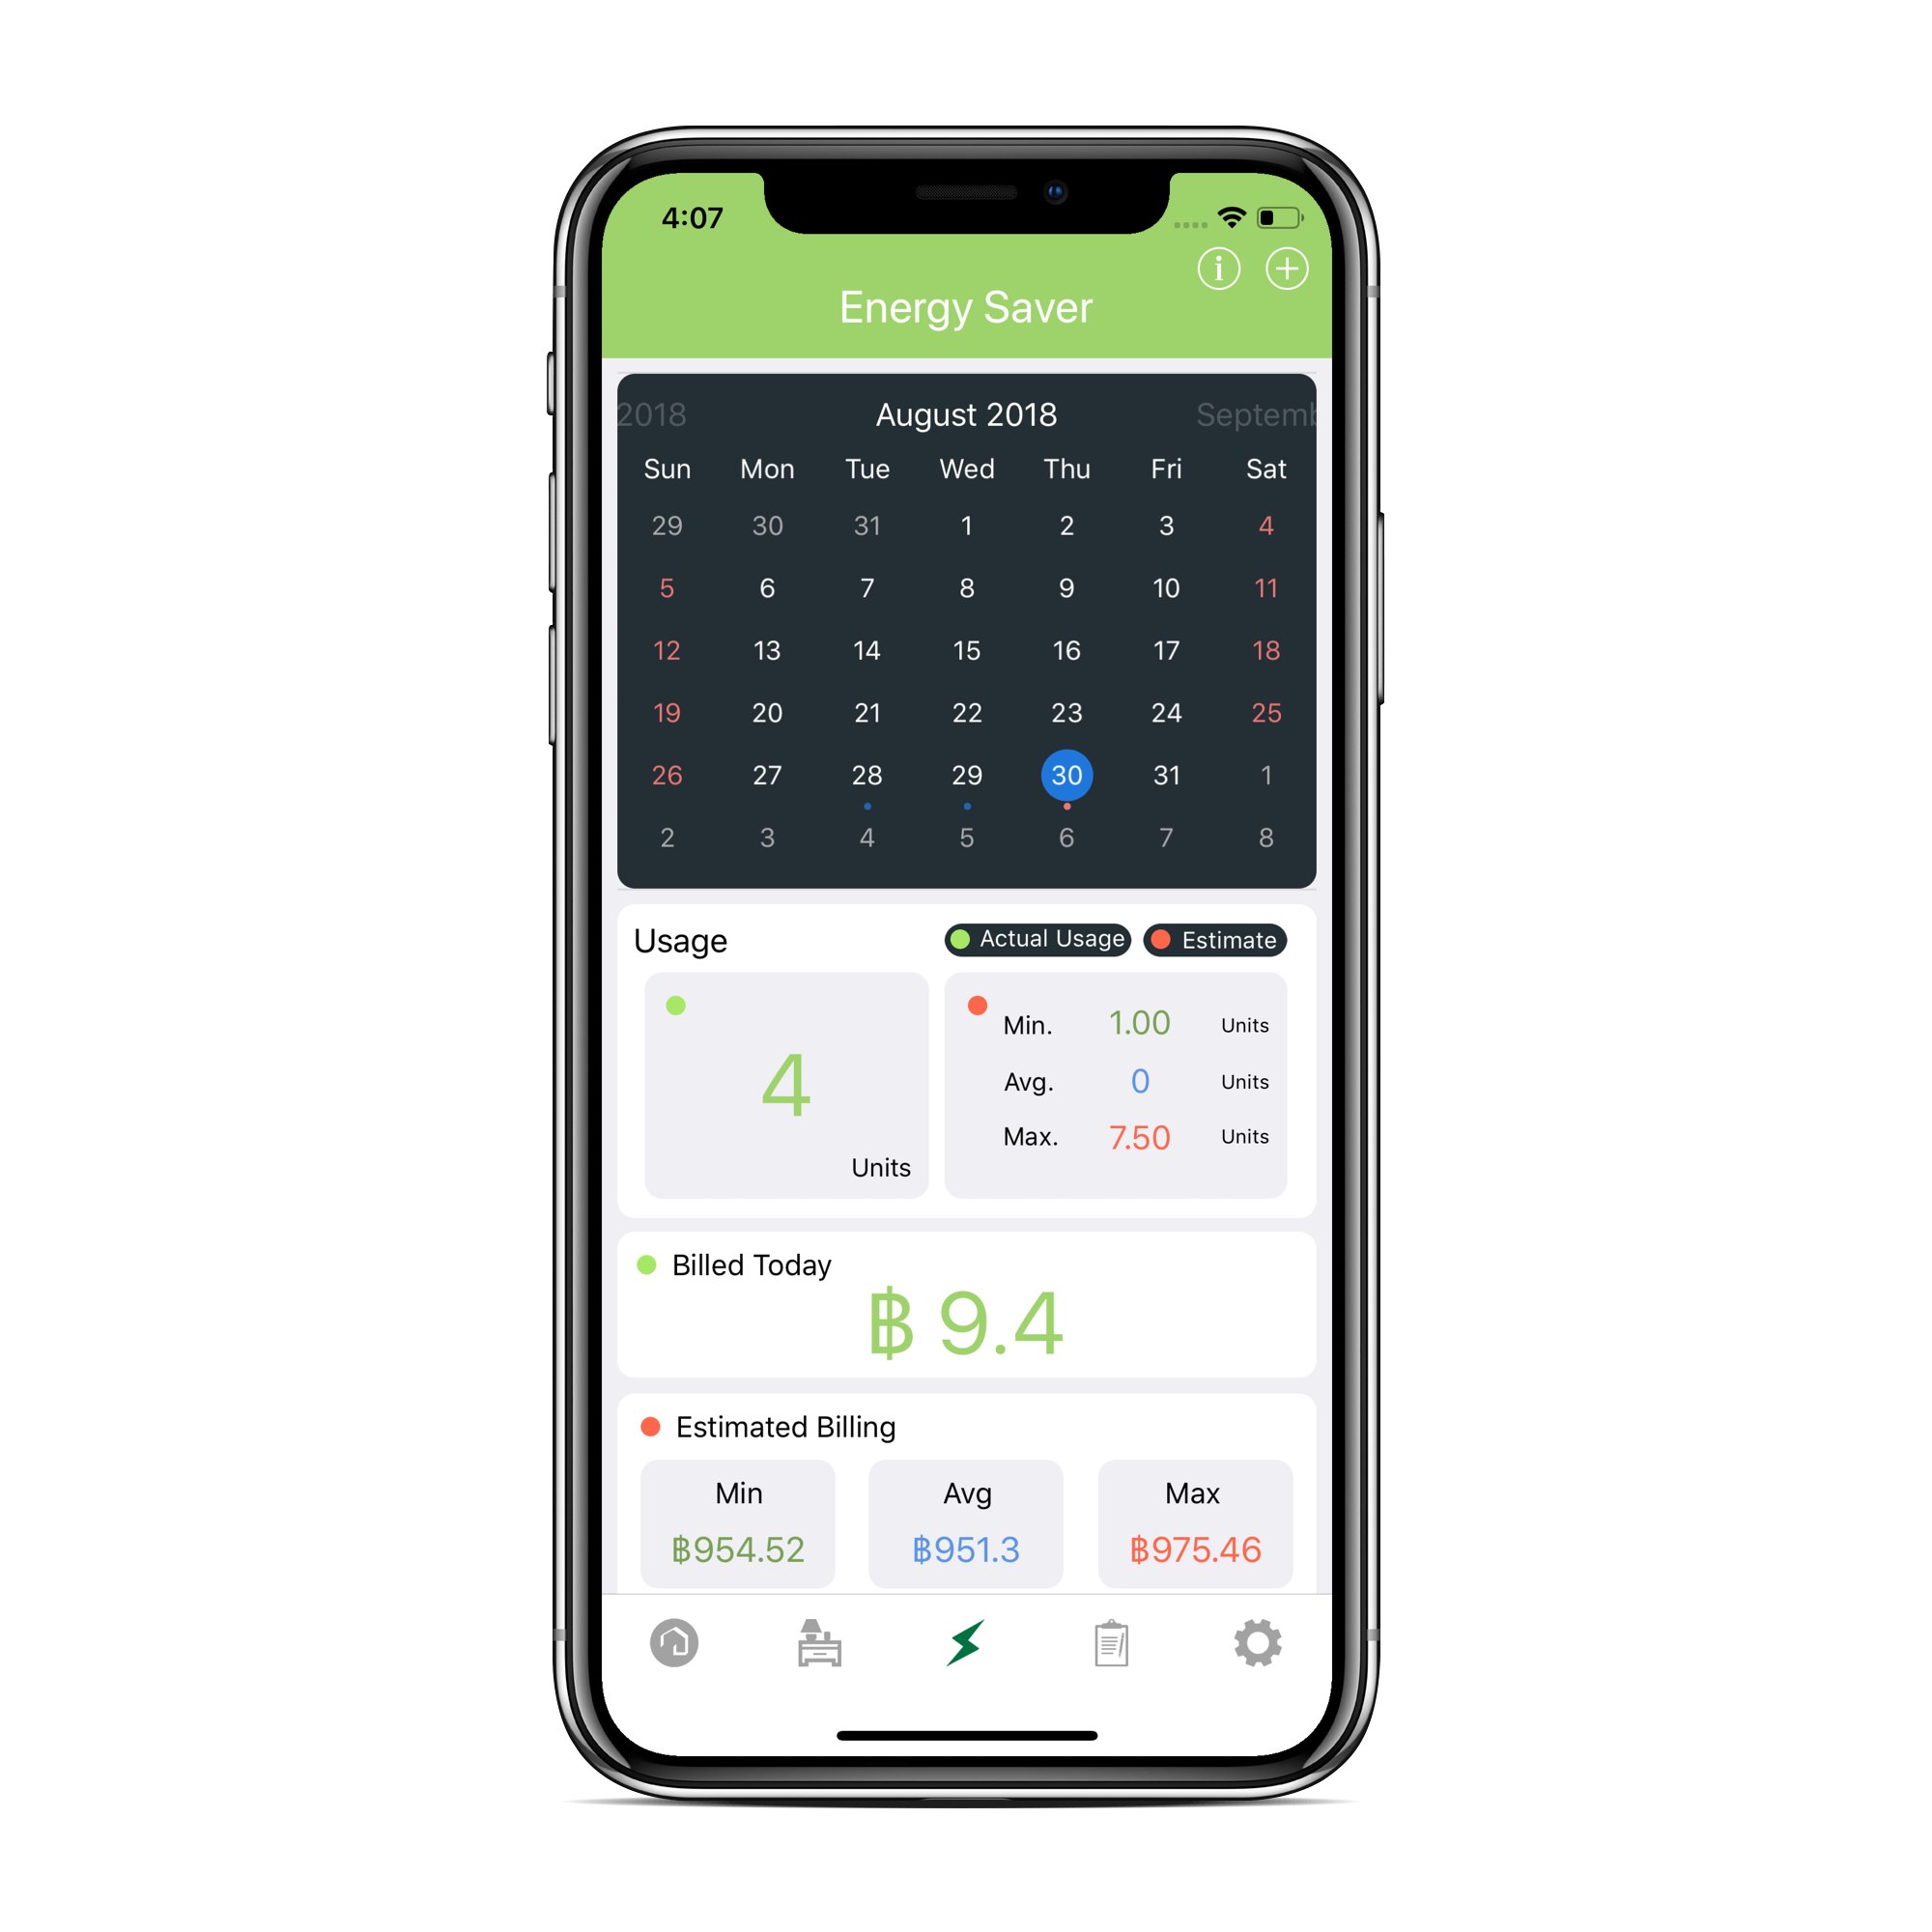 4:07
i
Energy Saver
2018 August 2018 Septemb
Sun Mon Tue Wed Thu Fri Sat
29 30 31 1 2 3 4
5 6 7 8 9 10 11
12 13 14 15 16 17 18
19 20 21 22 23 24 25
26 27 28 29 30 31 1
2 3 4 5 6 7 8
Usage
Actual Usage
Estimate
4
Units
Min. 1.00 Units
Avg. 0 Units
Max. 7.50 Units
Billed Today
฿ 9.4
Estimated Billing
Min Avg Max
฿954.52 ฿951.3 ฿975.46